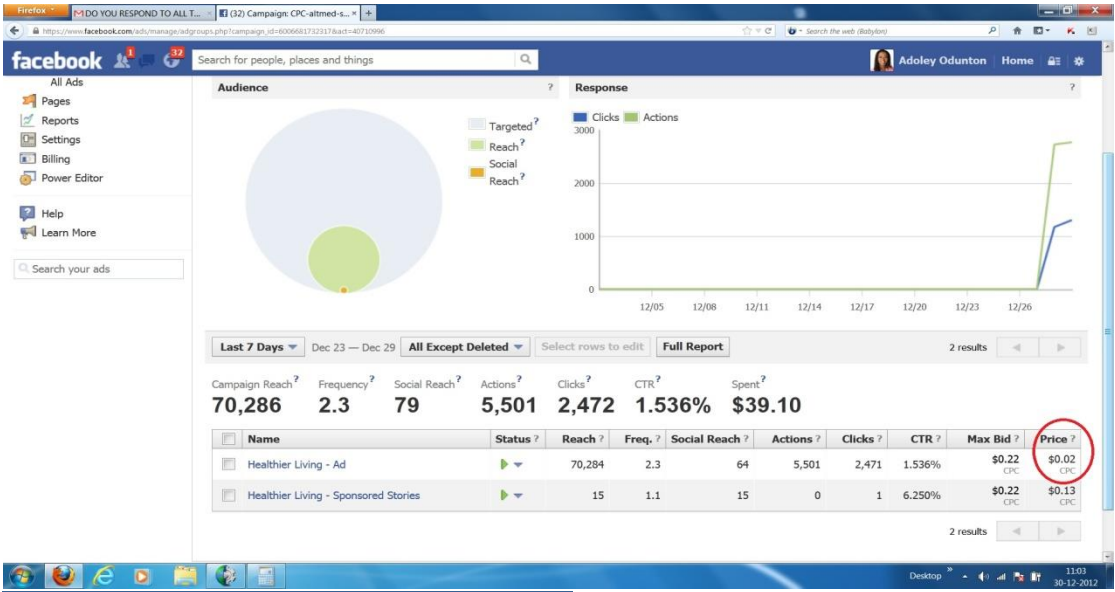 Firefox
DO YOU RESPOND TO ALL T...
(32) Campaign: CPC-altmed-s...
https://www.facebook.com/ads/manage/adgroups.php?campaign_id=6006681732317&act=40710996
Search the web (Babylon)
facebook
1
32
Search for people, places and things
Adoley Odunton
Home
All Ads
Pages
Reports
Settings
Billing
Power Editor
Help
Learn More
Search your ads
Audience ?
Targeted?
Reach?
Social
Reach?
Response ?
Clicks Actions
3000
2000
1000
0
12/05 12/08 12/11 12/14 12/17 12/20 12/23 12/26
Last 7 Days Dec 23 — Dec 29 All Except Deleted Select rows to edit Full Report 2 results
Campaign Reach? Frequency? Social Reach? Actions? Clicks? CTR? Spent?
70,286 2.3 79 5,501 2,472 1.536% $39.10
Name Status ? Reach ? Freq. ? Social Reach ? Actions ? Clicks ? CTR ? Max Bid ? Price ?
Healthier Living - Ad 70,284 2.3 64 5,501 2,471 1.536% $0.22 $0.02
CPC CPC
Healthier Living - Sponsored Stories 15 1.1 15 0 1 6.250% $0.22 $0.13
CPC CPC
2 results
Desktop
11:03
30-12-2012